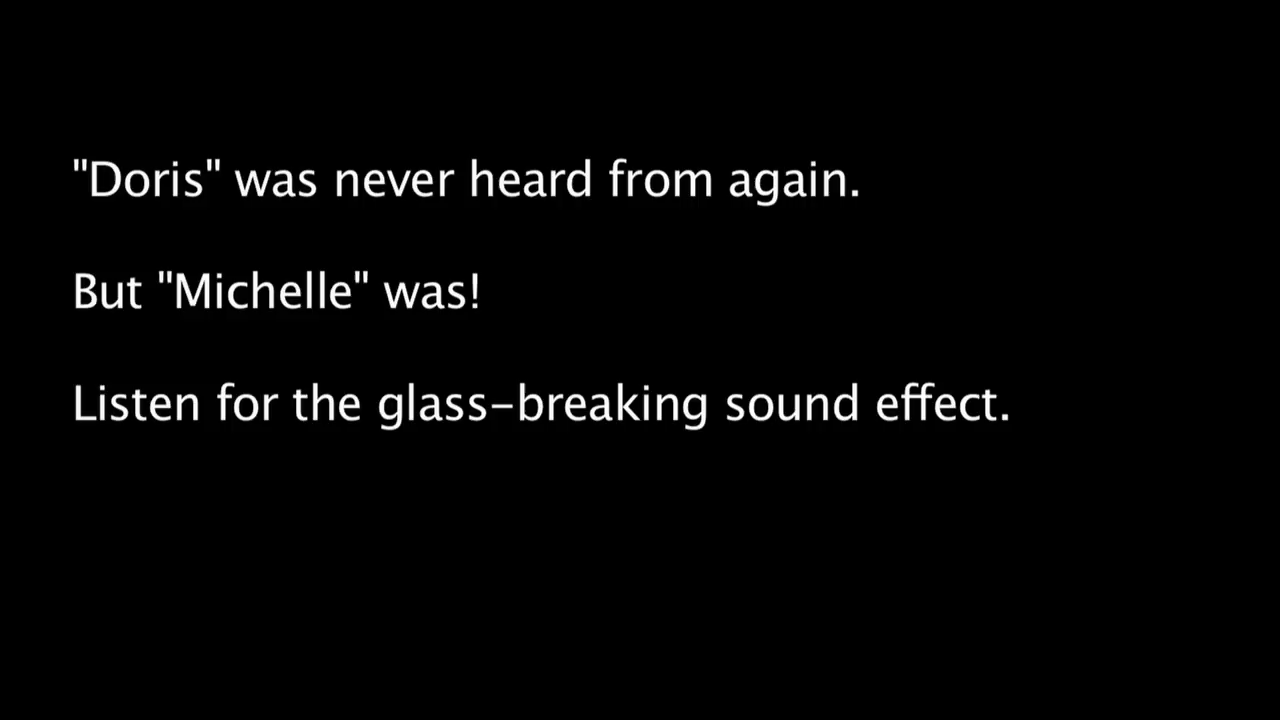 "Doris" was never heard from again.
But "Michelle" was!
Listen for the glass-breaking sound effect.